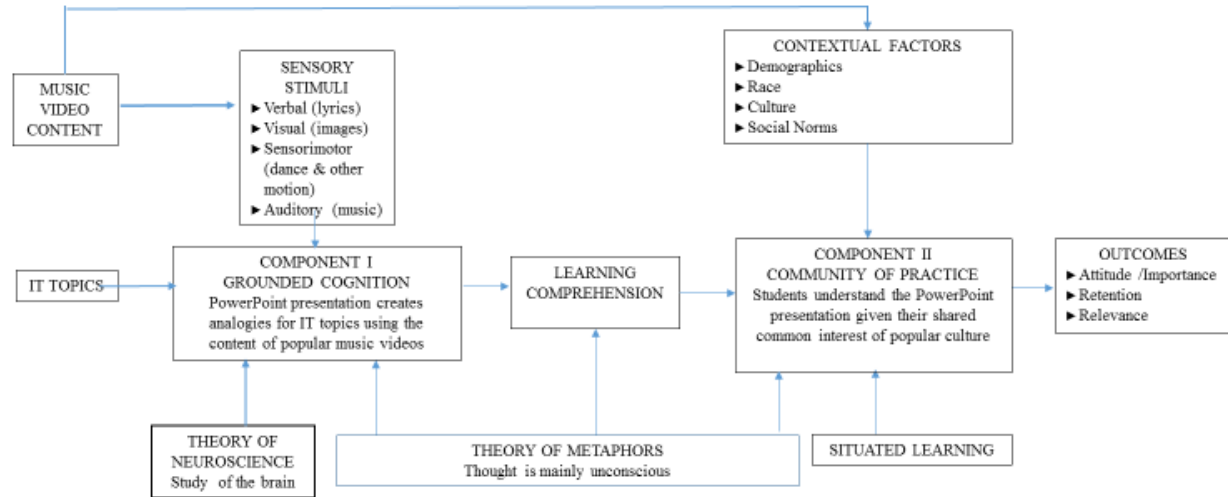 MUSIC
VIDEO
CONTENT
SENSORY
STIMULI
►Verbal (lyrics)
►Visual (images)
►Sensorimotor
(dance & other
motion)
►Auditory (music)
CONTEXTUAL FACTORS
►Demographics
►Race
►Culture
►Social Norms
IT TOPICS
COMPONENT I
GROUNDED COGNITION
PowerPoint presentation creates
analogies for IT topics using the
content of popular music videos
LEARNING
COMPREHENSION
COMPONENT II
COMMUNITY OF PRACTICE
Students understand the PowerPoint
presentation given their shared
common interest of popular culture
OUTCOMES
►Attitude /Importance
►Retention
►Relevance
THEORY OF
NEUROSCIENCE
Study of the brain
THEORY OF METAPHORS
Thought is mainly unconscious
SITUATED LEARNING